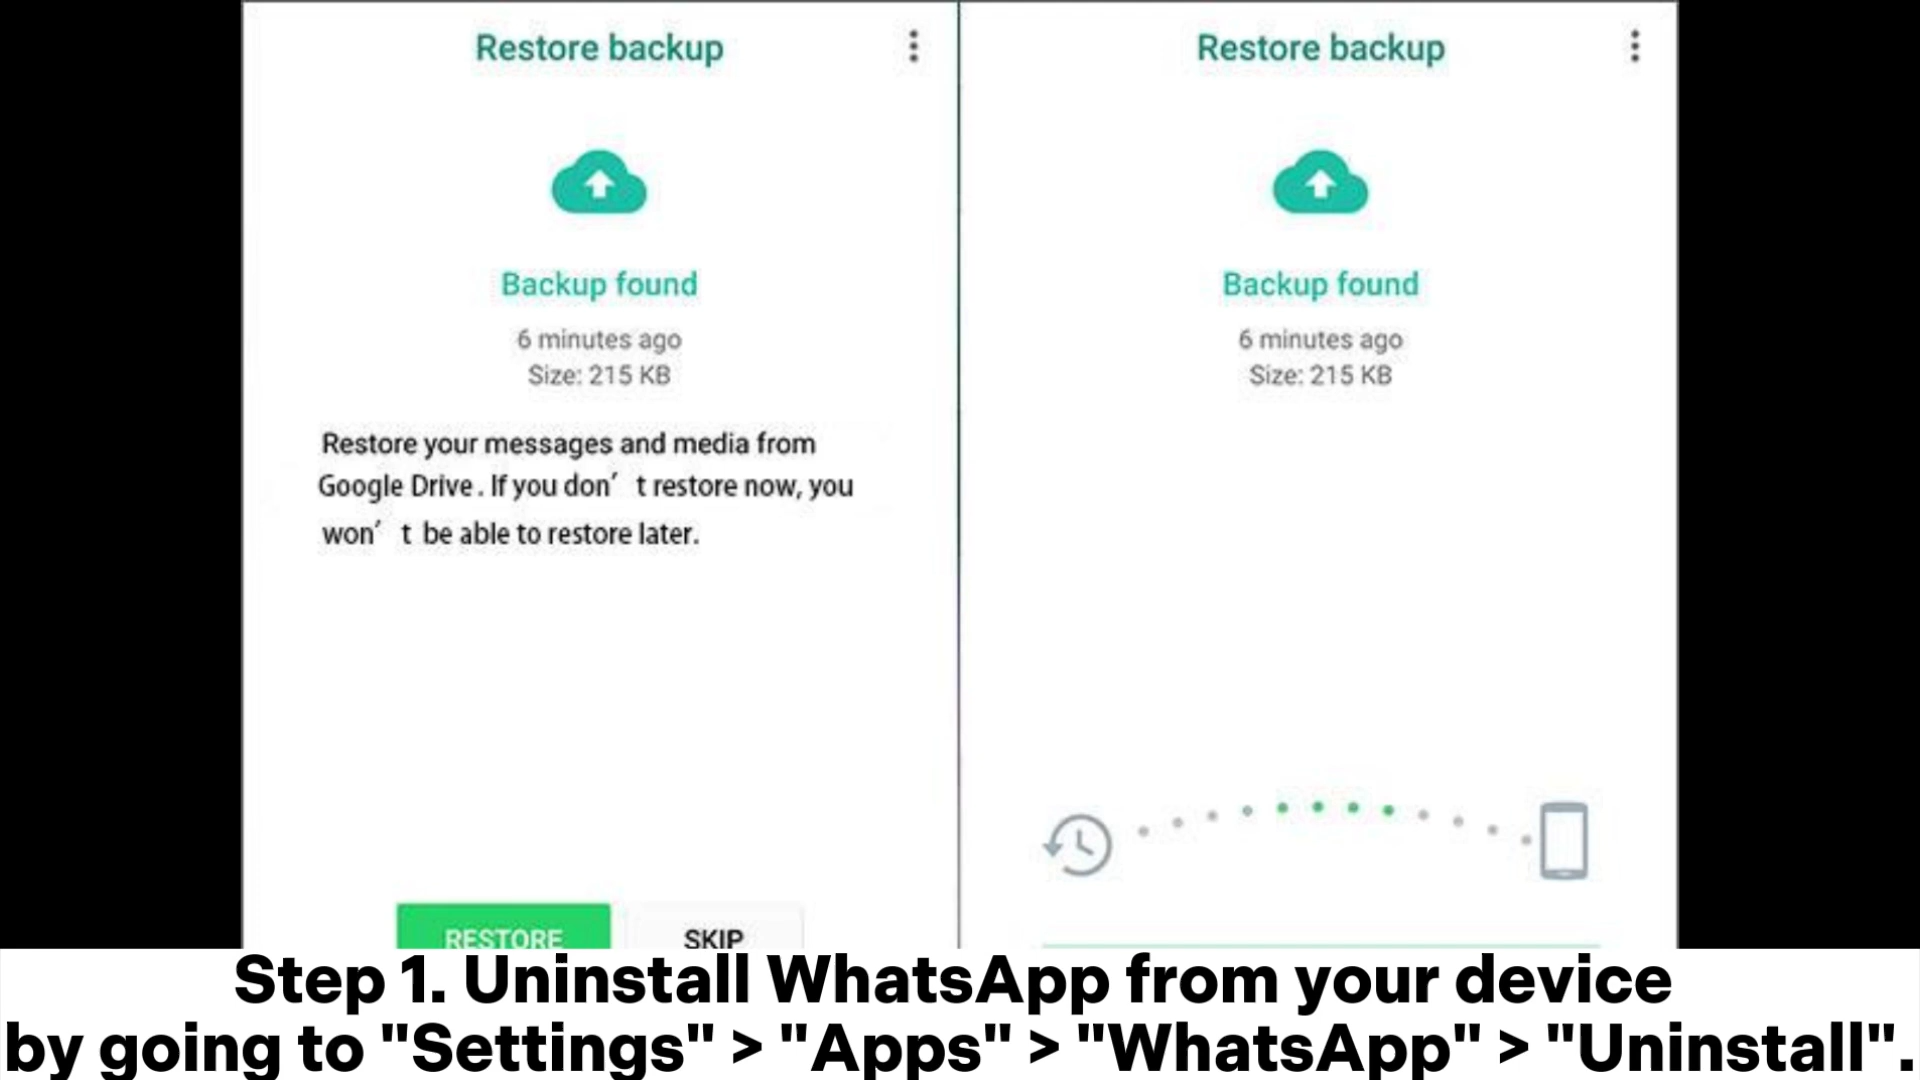 Restore backup
Backup found
6 minutes ago
Size: 215 KB
Restore your messages and media from
Google Drive . If you don’ t restore now, you
won’ t be able to restore later.
RESTORE SKIP
Restore backup
Backup found
6 minutes ago
Size: 215 KB
Step 1. Uninstall WhatsApp from your device
by going to "Settings" > "Apps" > "WhatsApp" > "Uninstall".